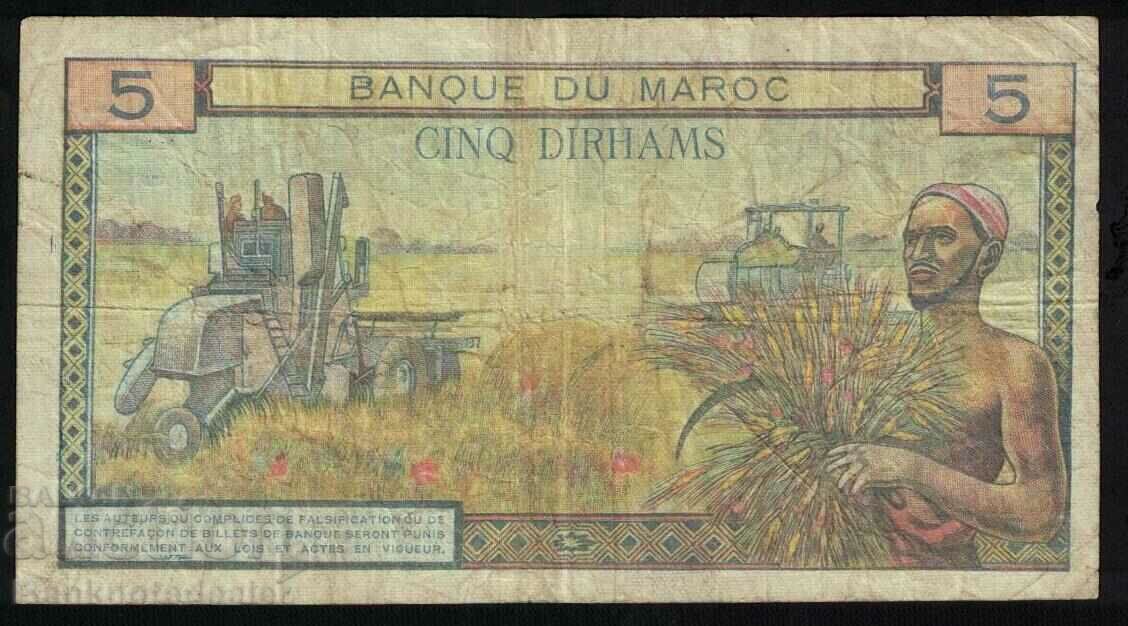 5
BANQUE DU MAROC
5
CINQ DIRHAMS
LES AUTEURS OU COMPLICES DE FALSIFICATION OU DE
CONTREFAÇON DE BILLETS DE BANQUE SERONT PUNIS
CONFORMEMENT AUX LOIS ET ACTES EN VIGUEUR.